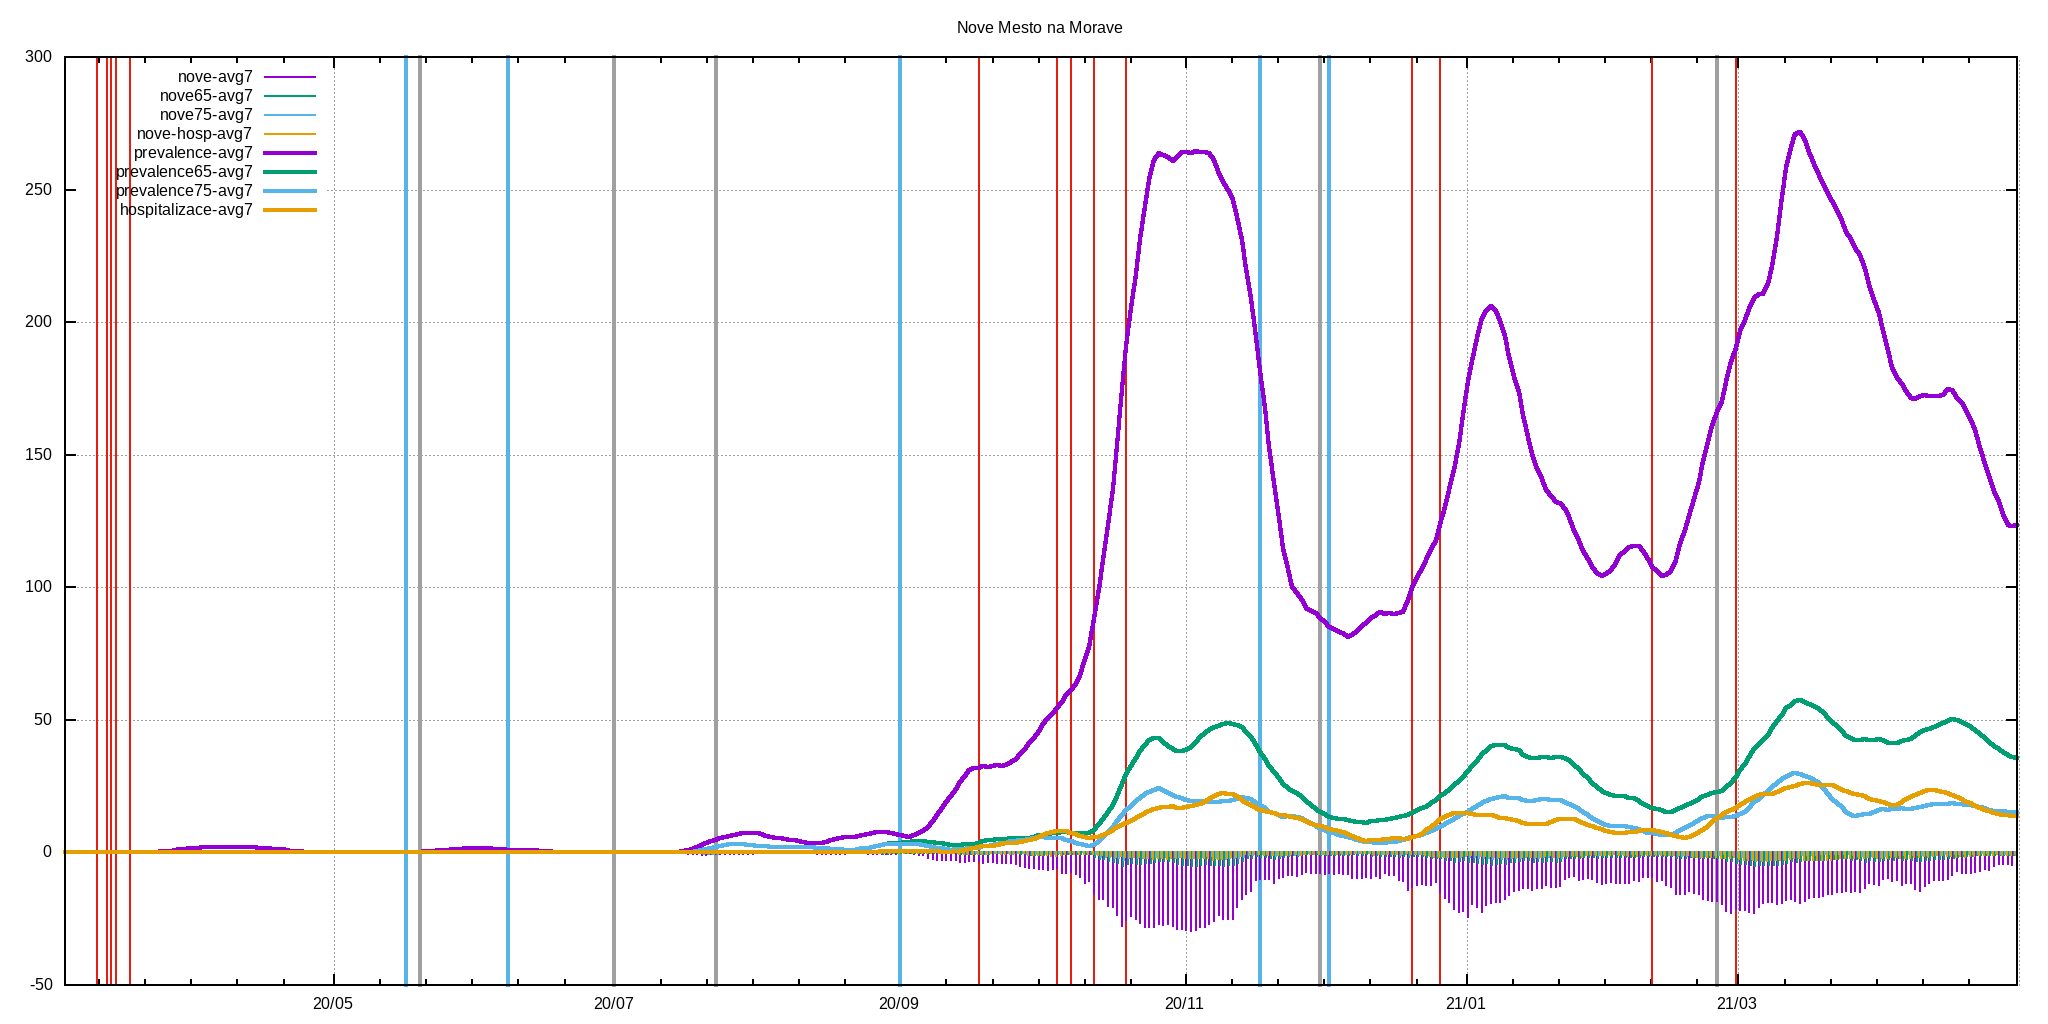 Nove Mesto na Morave
300
250
200
150
100
50
0
-50
nove-avg7
nove65-avg7
nove75-avg7
nove-hosp-avg7
prevalence-avg7
prevalence65-avg7
prevalence75-avg7
hospitalizace-avg7
20/05
20/07
20/09
20/11
21/01
21/03